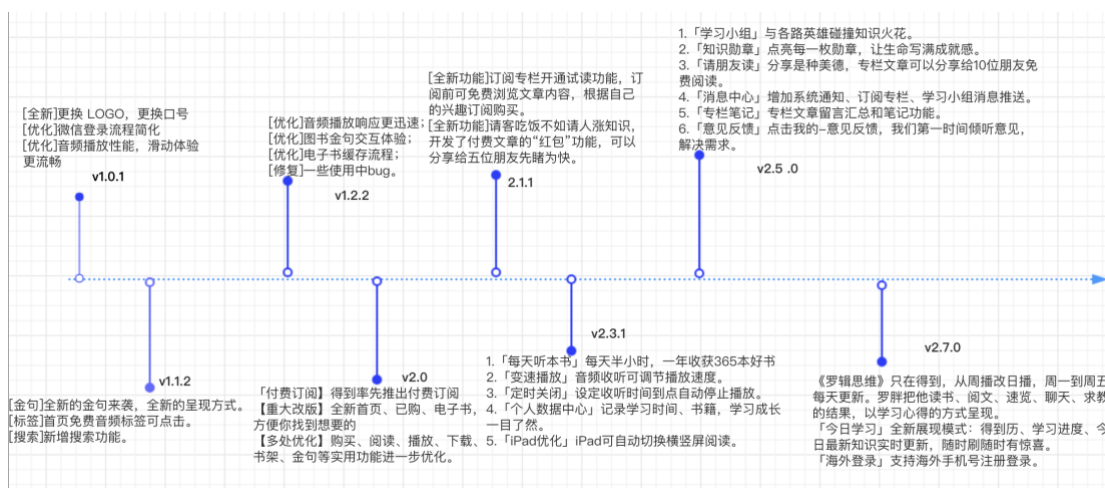 [全新]更换 LOGO，更换口号
[优化]微信登录流程简化
[优化]音频播放性能，滑动体验
更流畅
v1.0.1
v1.1.2
[金句]全新的金句来袭，全新的呈现方式。
[标签]首页免费音频标签可点击。
[搜索]新增搜索功能。
[优化]音频播放响应更迅速；
[优化]图书金句交互体验；
[优化]电子书缓存流程；
[修复]一些使用中bug。
v1.2.2
v2.0
「付费订阅」得到率先推出付费订阅
【重大改版】全新首页、已购、电子书，
方便你找到想要的
【多处优化】购买、阅读、播放、下载、
书架、金句等实用功能进一步优化。
[全新功能]订阅专栏开通试读功能，订
阅前可免费浏览文章内容，根据自己
的兴趣订阅购买。
[全新功能]请客吃饭不如请人涨知识，
开发了付费文章的“红包”功能，可以
分享给五位朋友先睹为快。
2.1.1
v2.3.1
1.「每天听本书」每天半小时，一年收获365本好书
2.「变速播放」音频收听可调节播放速度。
3.「定时关闭」设定收听时间到点自动停止播放。
4.「个人数据中心」记录学习时间、书籍，学习成长
一目了然。
5.「iPad优化」iPad可自动切换横竖屏阅读。
1.「学习小组」与各路英雄碰撞知识火花。
2.「知识勋章」点亮每一枚勋章，让生命写满成就感。
3.「请朋友读」分享是种美德，专栏文章可以分享给10位朋友免
费阅读。
4.「消息中心」增加系统通知、订阅专栏、学习小组消息推送。
5.「专栏笔记」专栏文章留言汇总和笔记功能。
6.「意见反馈」点击我的-意见反馈，我们第一时间倾听意见，
解决需求。
v2.5 .0
v2.7.0
《罗辑思维》只在得到，从周播改日播，周一到周五
每天更新。罗胖把他读书、阅文、速览、聊天、求教
的结果，以学习心得的方式呈现。
「今日学习」全新展现模式：得到历、学习进度、今
日最新知识实时更新，随时刷随时有惊喜。
「海外登录」支持海外手机号注册登录。